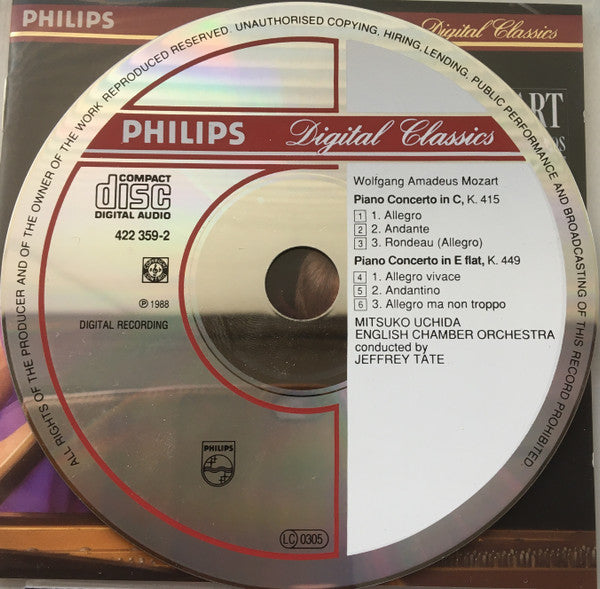 PHILIPS
Digital Classics
ALL RIGHTS OF THE PRODUCER AND OF THE OWNER OF THE WORK REPRODUCED RESERVED. UNAUTHORISED COPYING, HIRING, LENDING, PUBLIC PERFORMANCE AND BROADCASTING OF THIS RECORD PROHIBITED.
PHILIPS Digital Classics
COMPACT
disc
DIGITAL AUDIO
422 359-2
℗ 1988
DIGITAL RECORDING
PHILIPS
Wolfgang Amadeus Mozart
Piano Concerto in C, K. 415
1 1. Allegro
2 2. Andante
3 3. Rondeau (Allegro)
Piano Concerto in E flat, K. 449
4 1. Allegro vivace
5 2. Andantino
6 3. Allegro ma non troppo
MITSUKO UCHIDA
ENGLISH CHAMBER ORCHESTRA
conducted by
JEFFREY TATE
LC 0305